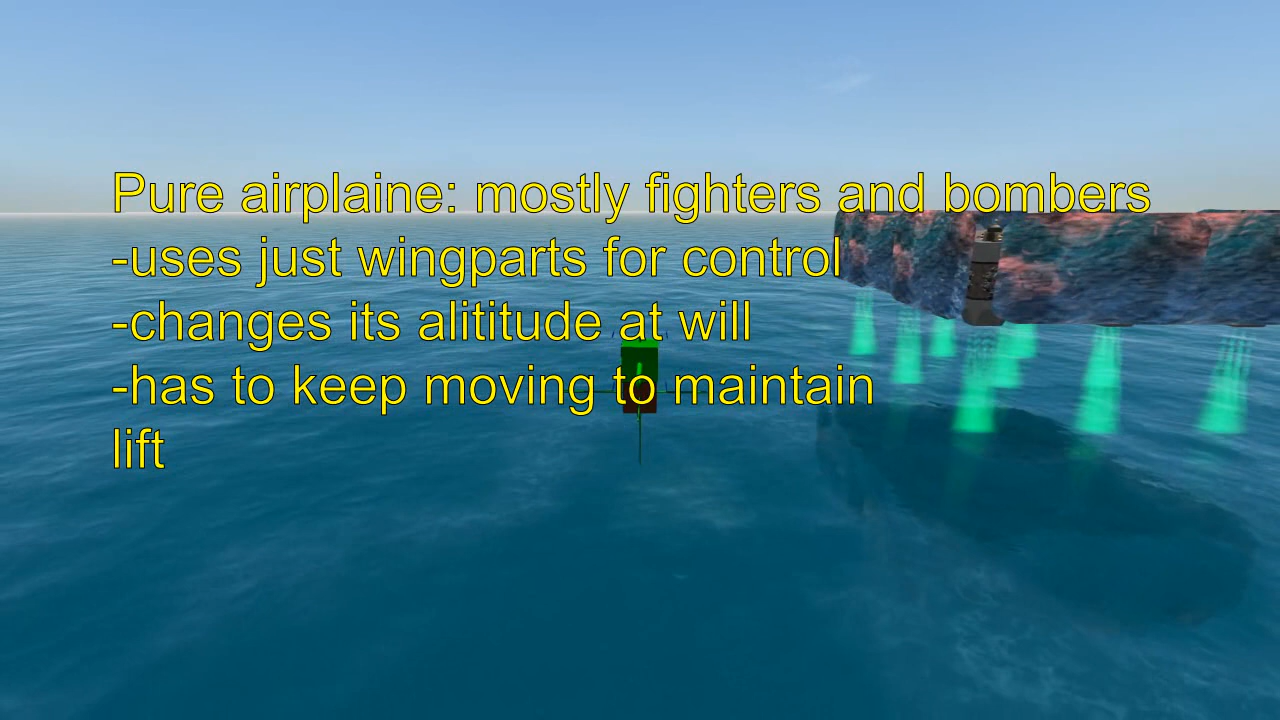 Pure airplaine: mostly fighters and bombers
-uses just wingparts for control
-changes its alititude at will
-has to keep moving to maintain
lift